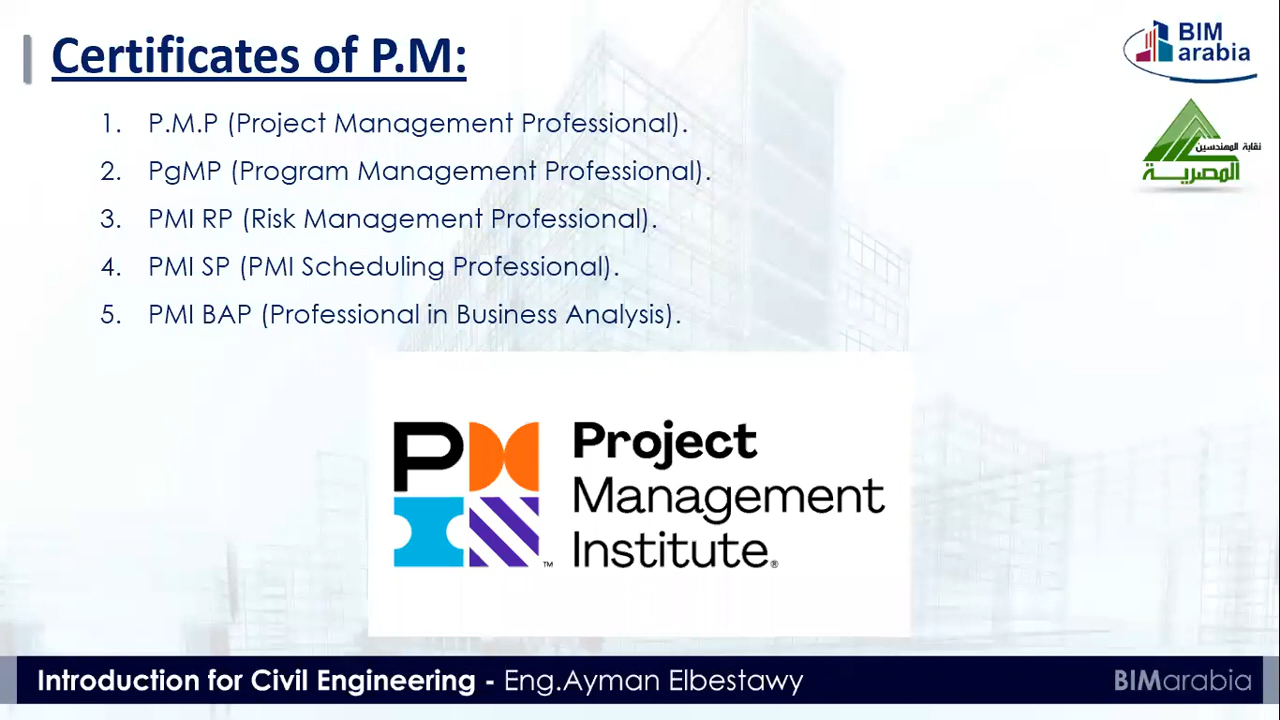 Certificates of P.M:
BIM
arabia
1. P.M.P (Project Management Professional).
نقابة المهندسين
المصرية
2. PgMP (Program Management Professional).
3. PMI RP (Risk Management Professional).
4. PMI SP (PMI Scheduling Professional).
5. PMI BAP (Professional in Business Analysis).
PM
Project
Management
Institute.®
™
Introduction for Civil Engineering - Eng.Ayman Elbestawy
BIMarabia